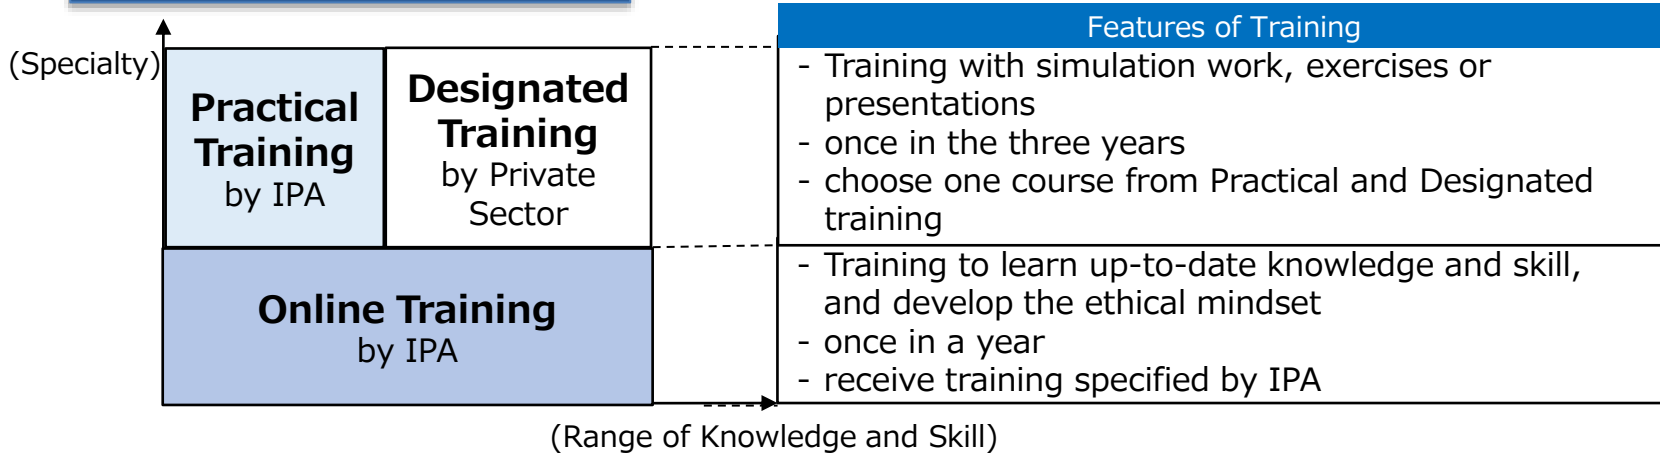 (Specialty)
Practical
Training
by IPA
Designated
Training
by Private
Sector
Online Training
by IPA
(Range of Knowledge and Skill)
Features of Training
- Training with simulation work, exercises or
presentations
- once in the three years
- choose one course from Practical and Designated
training
- Training to learn up-to-date knowledge and skill,
and develop the ethical mindset
- once in a year
- receive training specified by IPA